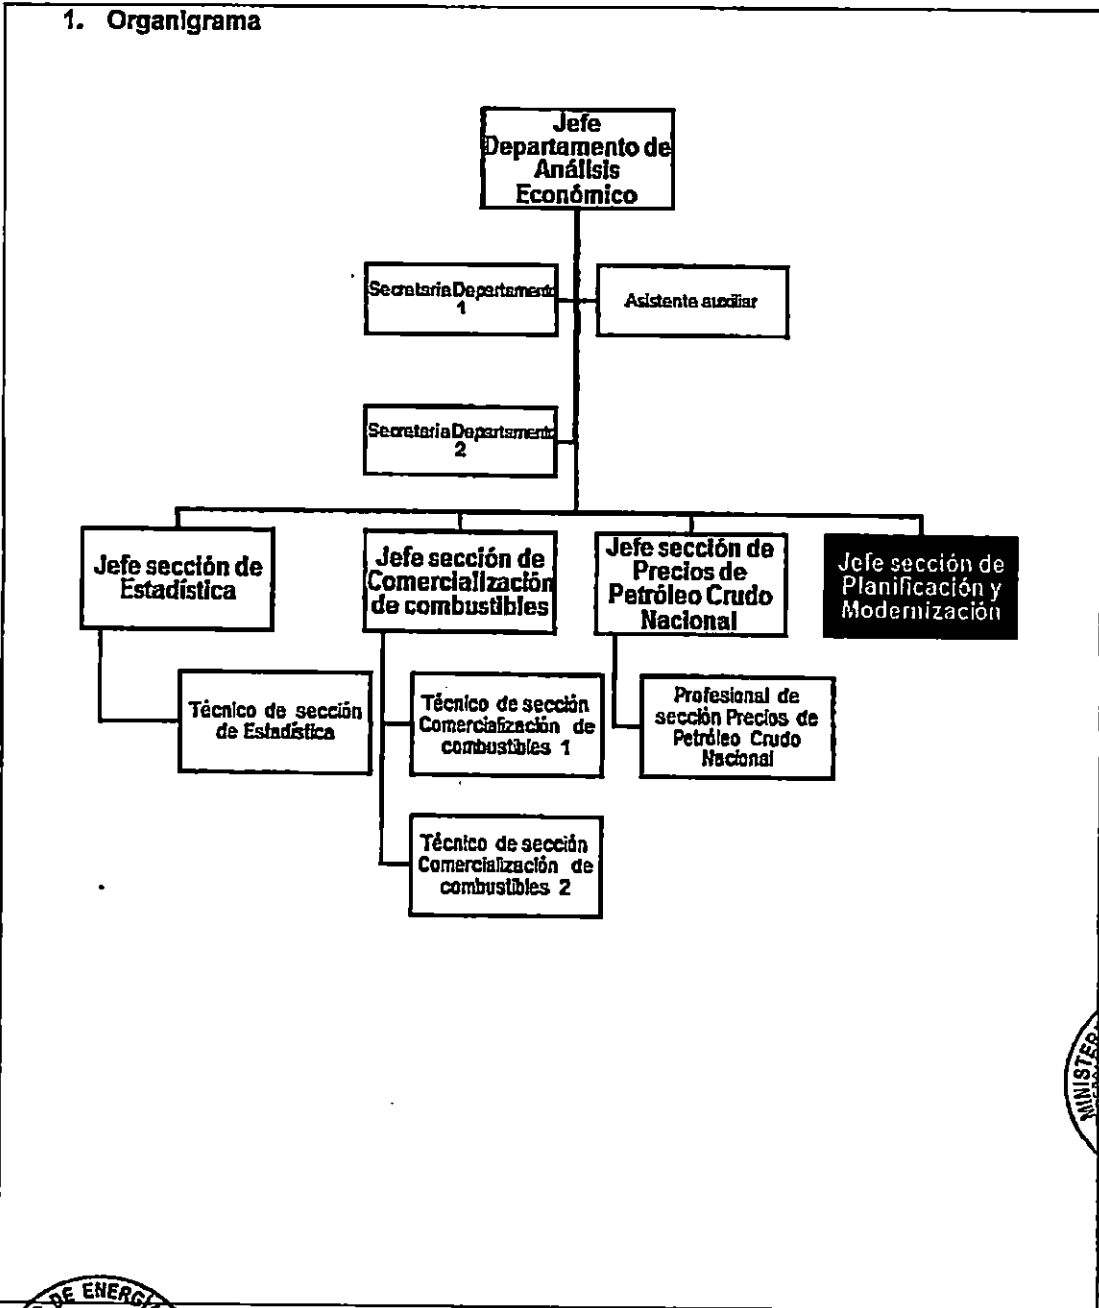 1. Organigrama
Jefe
Departamento de
Análisis
Económico
Secretaria Departamento
1
Asistente auxiliar
Secretaria Departamento
2
Jefe sección de
Estadística
Jefe sección de
Comercialización
de combustibles
Jefe sección de
Precios de
Petróleo Crudo
Nacional
Jefe sección de
Planificación y
Modernización
Técnico de sección
de Estadística
Técnico de sección
Comercialización de
combustibles 1
Profesional de
sección Precios de
Petróleo Crudo
Nacional
Técnico de sección
Comercialización de
combustibles 2
MINISTER
DE ENERGÍ